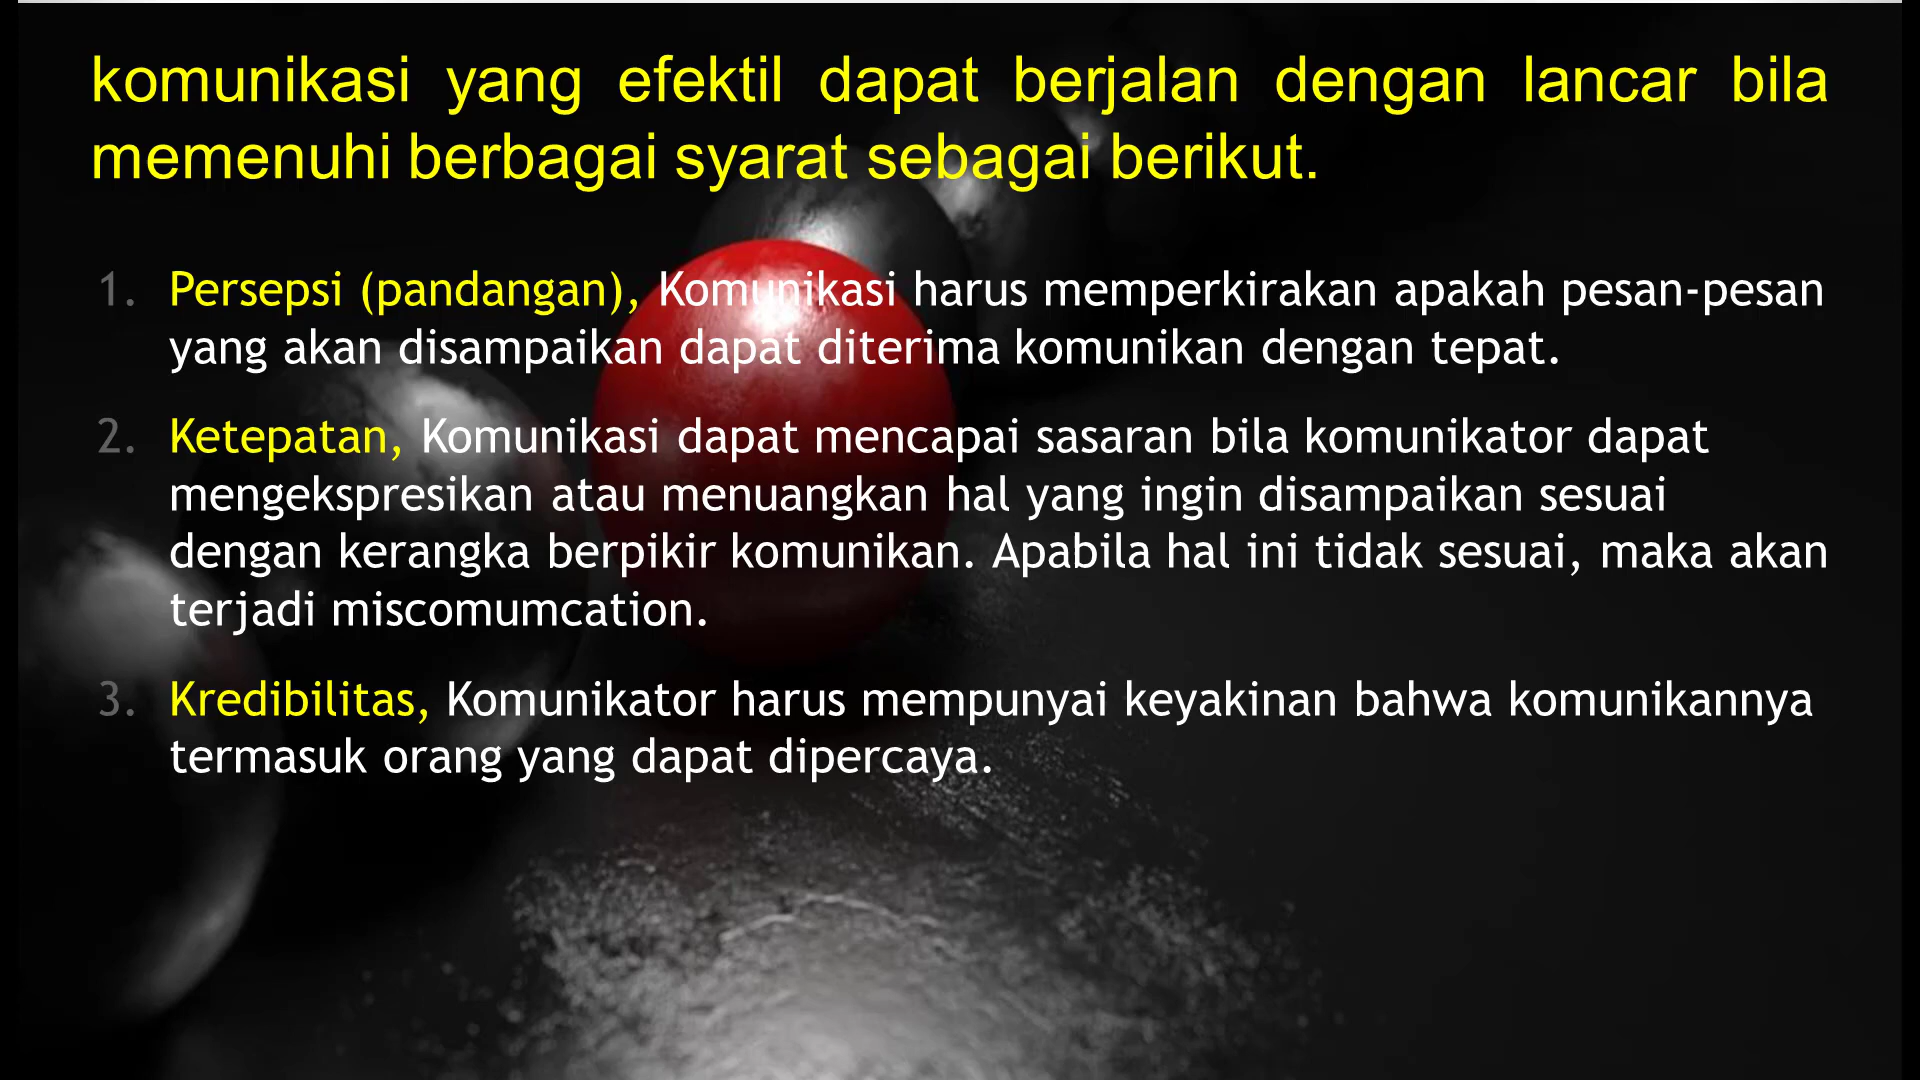 komunikasi yang efektil dapat berjalan dengan lancar bila
memenuhi berbagai syarat sebagai berikut.
1. Persepsi (pandangan), Komunikasi harus memperkirakan apakah pesan-pesan
yang akan disampaikan dapat diterima komunikan dengan tepat.
2. Ketepatan, Komunikasi dapat mencapai sasaran bila komunikator dapat
mengekspresikan atau menuangkan hal yang ingin disampaikan sesuai
dengan kerangka berpikir komunikan. Apabila hal ini tidak sesuai, maka akan
terjadi miscomumcation.
3. Kredibilitas, Komunikator harus mempunyai keyakinan bahwa komunikannya
termasuk orang yang dapat dipercaya.